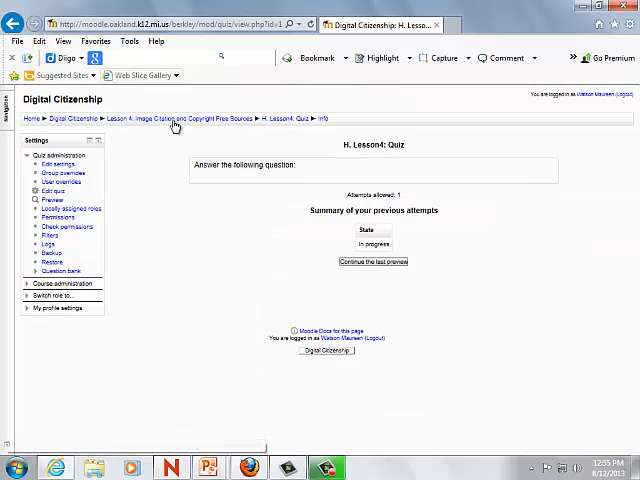 http://moodle.oakland.k12.mi.us/berkley/mod/quiz/view.php?id=1
Digital Citizenship: H. Lesso...
File Edit View Favorites Tools Help
Diigo Bookmark Highlight Capture Comment Go Premium
Suggested Sites Web Slice Gallery
Navigation
Digital Citizenship
You are logged in as Watson Maureen (Logout)
Home Digital Citizenship Lesson 4: Image Citation and Copyright Free Sources H. Lesson4: Quiz Info
Settings
Quiz administration
Edit settings
Group overrides
User overrides
Edit quiz
Preview
Locally assigned roles
Permissions
Check permissions
Filters
Logs
Backup
Restore
Question bank
Course administration
Switch role to...
My profile settings
H. Lesson4: Quiz
Answer the following question:
Attempts allowed: 1
Summary of your previous attempts
State
In progress
Continue the last preview
Moodle Docs for this page
You are logged in as Watson Maureen (Logout)
Digital Citizenship
12:55 PM
8/12/2013